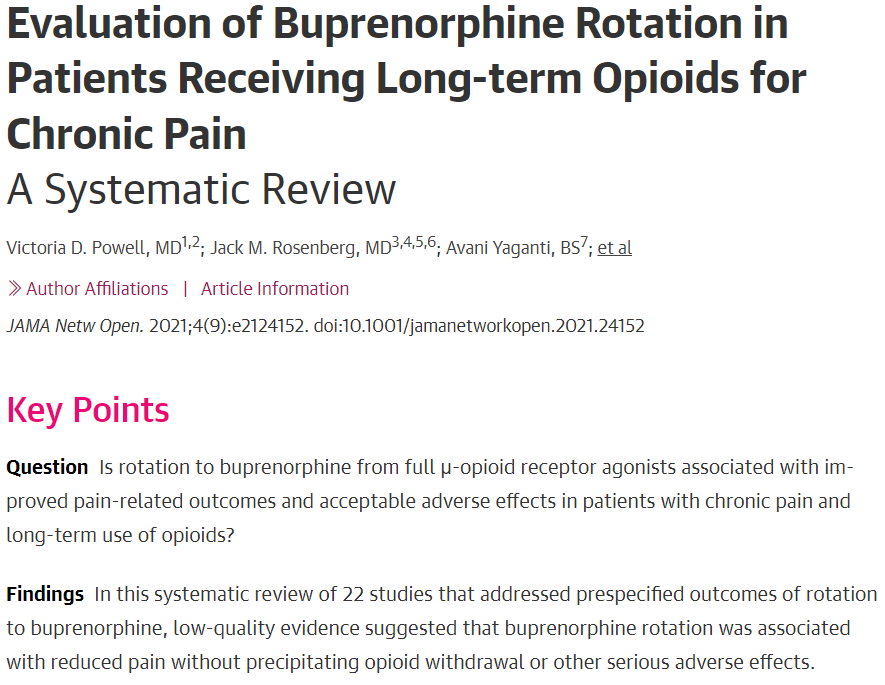 Evaluation of Buprenorphine Rotation in
Patients Receiving Long-term Opioids for
Chronic Pain
A Systematic Review
Victoria D. Powell, MD1,2; Jack M. Rosenberg, MD3,4,5,6; Avani Yaganti, BS7; et al
» Author Affiliations | Article Information
JAMA Netw Open. 2021;4(9):e2124152. doi:10.1001/jamanetworkopen.2021.24152
Key Points
Question Is rotation to buprenorphine from full μ-opioid receptor agonists associated with im-
proved pain-related outcomes and acceptable adverse effects in patients with chronic pain and
long-term use of opioids?
Findings In this systematic review of 22 studies that addressed prespecified outcomes of rotation
to buprenorphine, low-quality evidence suggested that buprenorphine rotation was associated
with reduced pain without precipitating opioid withdrawal or other serious adverse effects.